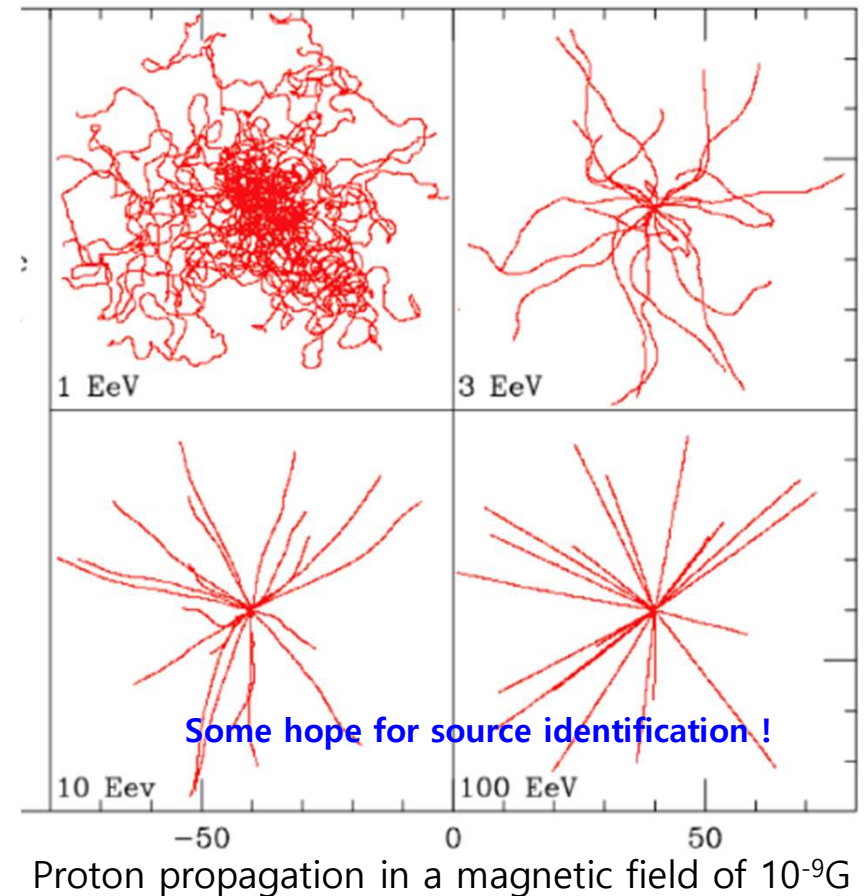 1 EeV
3 EeV
Some hope for source identification !
10 Eev
100 EeV
−50
0
50
Proton propagation in a magnetic field of 10⁻⁹G